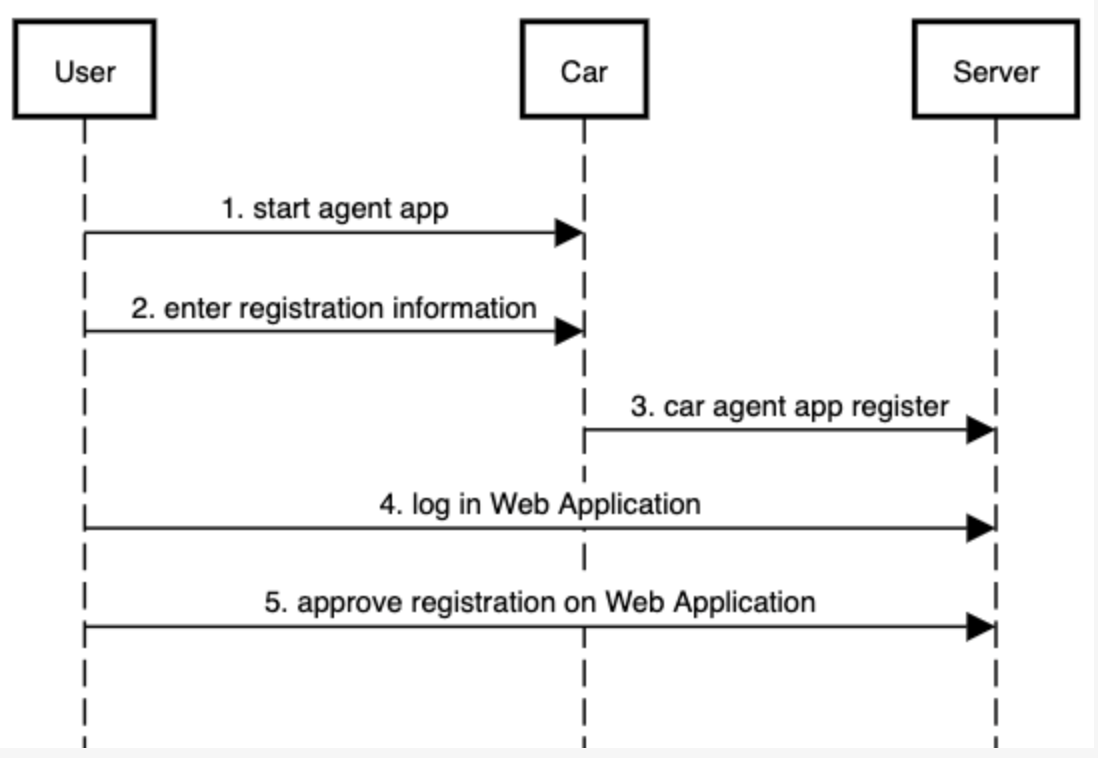 User
Car
Server
1. start agent app
2. enter registration information
3. car agent app register
4. log in Web Application
5. approve registration on Web Application